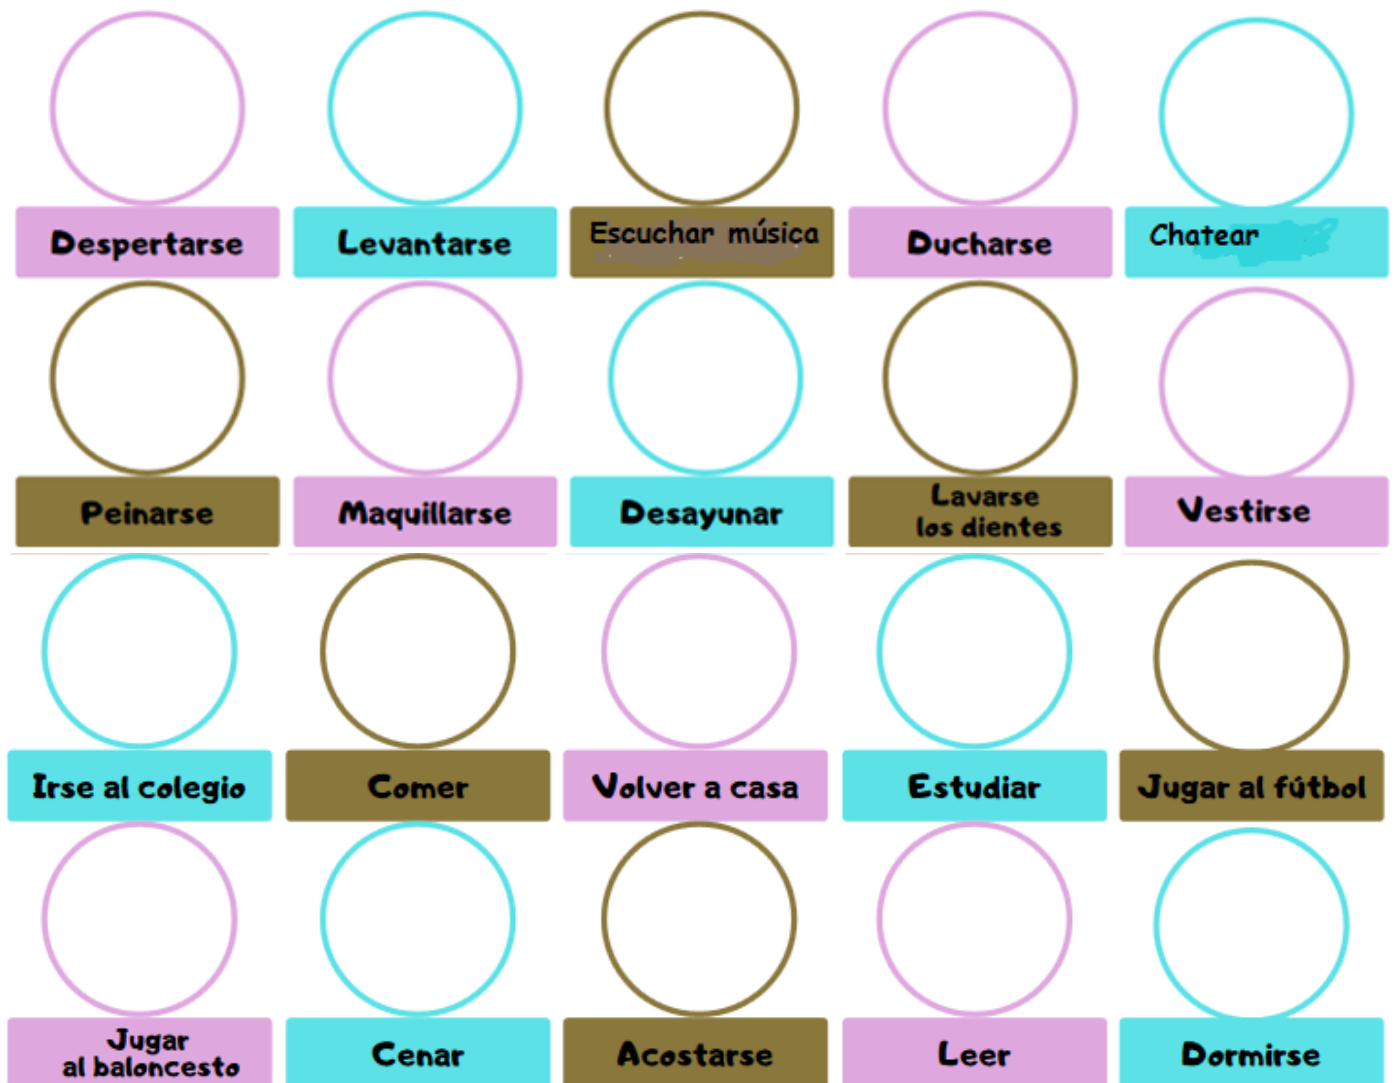 Despertarse
Levantarse
Escuchar música
Ducharse
Chatear
Peinarse
Maquillarse
Desayunar
Lavarse
los dientes
Vestirse
Irse al colegio
Comer
Volver a casa
Estudiar
Jugar al fútbol
Jugar
al baloncesto
Cenar
Acostarse
Leer
Dormirse